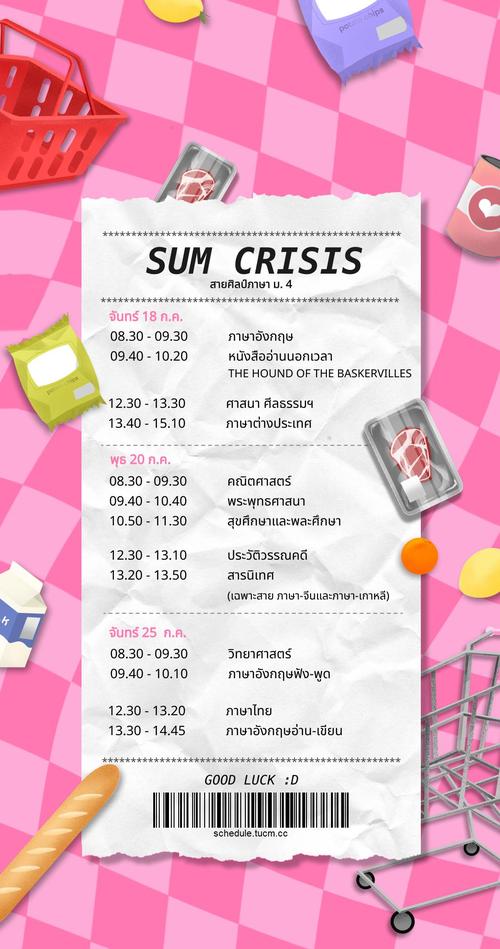 potato chips
***************************************************
SUM CRISIS
สายศิลป์ภาษา ม. 4
***************************************************
จันทร์ 18 ก.ค.
08.30 - 09.30 ภาษาอังกฤษ
09.40 - 10.20 หนังสืออ่านนอกเวลา
THE HOUND OF THE BASKERVILLES
12.30 - 13.30 ศาสนา ศีลธรรมฯ
13.40 - 15.10 ภาษาต่างประเทศ
พุธ 20 ก.ค.
08.30 - 09.30 คณิตศาสตร์
09.40 - 10.40 พระพุทธศาสนา
10.50 - 11.30 สุขศึกษาและพละศึกษา
12.30 - 13.10 ประวัติวรรณคดี
13.20 - 13.50 สารนิเทศ
(เฉพาะสาย ภาษา-จีนและภาษา-เกาหลี)
จันทร์ 25 ก.ค.
08.30 - 09.30 วิทยาศาสตร์
09.40 - 10.10 ภาษาอังกฤษฟัง-พูด
12.30 - 13.20 ภาษาไทย
13.30 - 14.45 ภาษาอังกฤษอ่าน-เขียน
***************************************************
GOOD LUCK :D
schedule.tucm.cc
potato chips